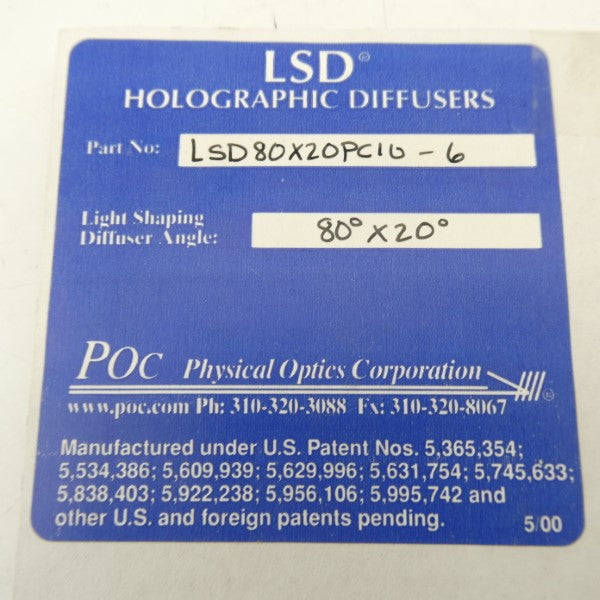 LSD®
HOLOGRAPHIC DIFFUSERS
Part No: LSD80X20PC10-6
Light Shaping
Diffuser Angle: 80° X 20°
POC Physical Optics Corporation
www.poc.com Ph: 310-320-3088 Fx: 310-320-8067
Manufactured under U.S. Patent Nos. 5,365,354;
5,534,386; 5,609,939; 5,629,996; 5,631,754; 5,745,633;
5,838,403; 5,922,238; 5,956,106; 5,995,742 and
other U.S. and foreign patents pending. 5/00